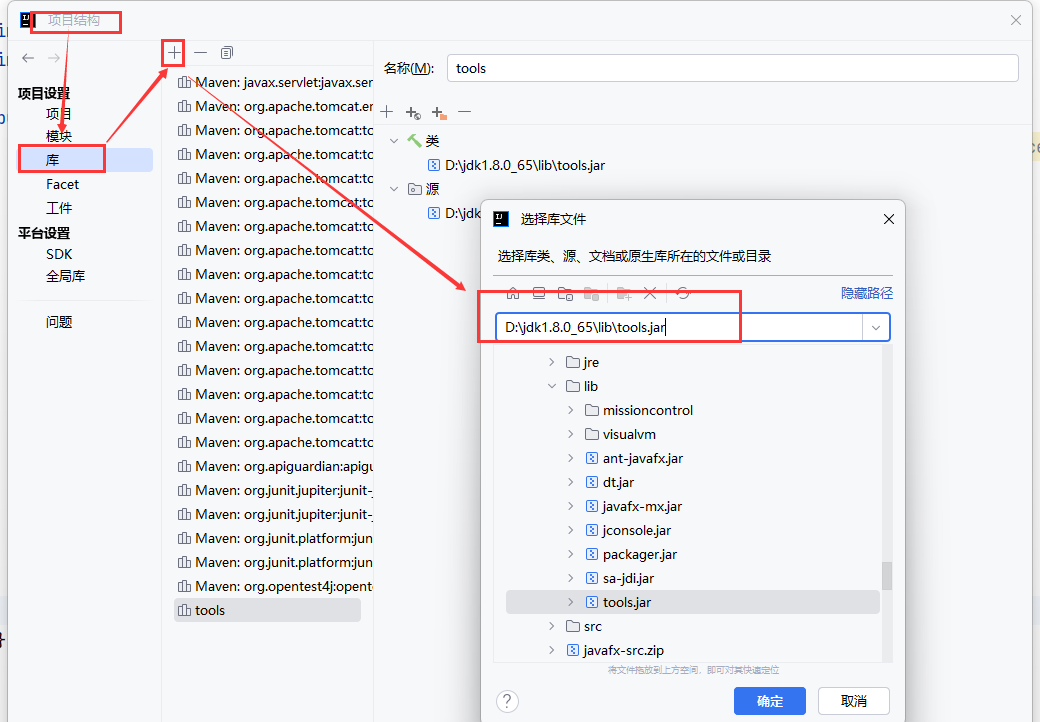 项目结构
项目设置
项目
模块
库
Facet
工件
平台设置
SDK
全局库
问题
Maven: javax.servlet:javax.ser
Maven: org.apache.tomcat.em
Maven: org.apache.tomcat:to
Maven: org.apache.tomcat:to
Maven: org.apache.tomcat:to
Maven: org.apache.tomcat:to
Maven: org.apache.tomcat:to
Maven: org.apache.tomcat:to
Maven: org.apache.tomcat:to
Maven: org.apache.tomcat:to
Maven: org.apache.tomcat:to
Maven: org.apache.tomcat:to
Maven: org.apache.tomcat:to
Maven: org.apache.tomcat:to
Maven: org.apache.tomcat:to
Maven: org.apache.tomcat:to
Maven: org.apiguardian:apigu
Maven: org.junit.jupiter:junit-j
Maven: org.junit.jupiter:junit-j
Maven: org.junit.platform:jun
Maven: org.junit.platform:jun
Maven: org.opentest4j:opente
tools
名称(M):
tools
类
D:\jdk1.8.0_65\lib\tools.jar
源
D:\jdk
选择库文件
选择库类、源、文档或原生库所在的文件或目录
隐藏路径
D:\jdk1.8.0_65\lib\tools.jar
jre
lib
missioncontrol
visualvm
ant-javafx.jar
dt.jar
javafx-mx.jar
jconsole.jar
packager.jar
sa-jdi.jar
tools.jar
src
javafx-src.zip
将文件拖放到上方空间，即可对其快速定位
?
确定
取消